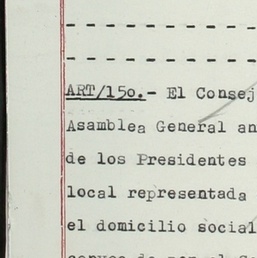 - - - - - - - - - -
- - - - - - - - - -
ART/15o.- El Consej
Asamblea General an
de los Presidentes
local representada
el domicilio social